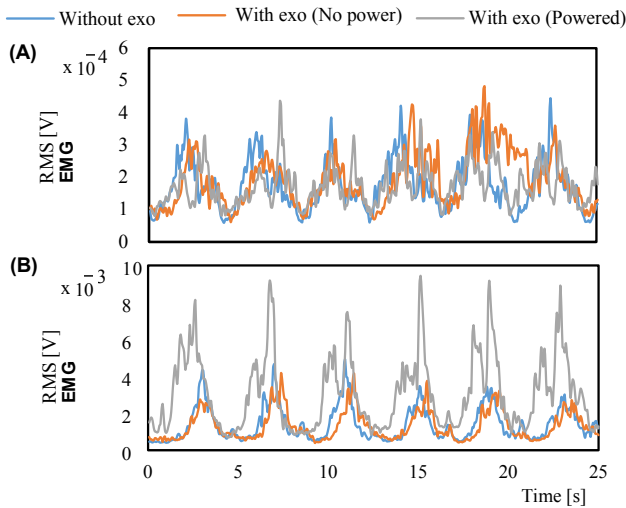 Without exo With exo (No power) With exo (Powered)
(A)
x 10-4
RMS [V]
EMG
6
5
4
3
2
1
0
(B)
x 10-3
RMS [V]
EMG
10
8
6
4
2
0
0 5 10 15 20 25
Time [s]